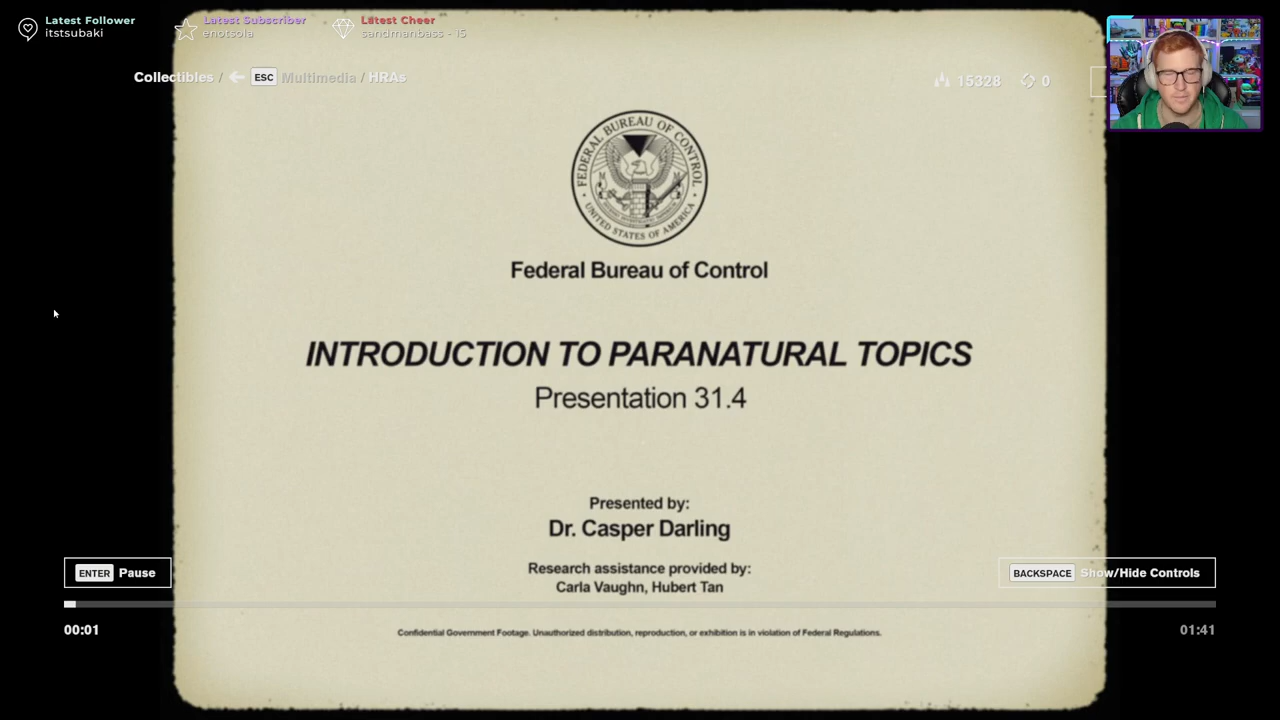 Latest Follower
itstsubaki
Latest Subscriber
enotsola
Latest Cheer
sandmanbass - 15
Collectibles / ESC Multimedia / HRAs
15328 0
FEDERAL BUREAU OF CONTROL
UNITED STATES OF AMERICA
Federal Bureau of Control
INTRODUCTION TO PARANATURAL TOPICS
Presentation 31.4
Presented by:
Dr. Casper Darling
Research assistance provided by:
Carla Vaughn, Hubert Tan
ENTER Pause
BACKSPACE Show/Hide Controls
00:01
01:41
Confidential Government Footage. Unauthorized distribution, reproduction, or exhibition is in violation of Federal Regulations.